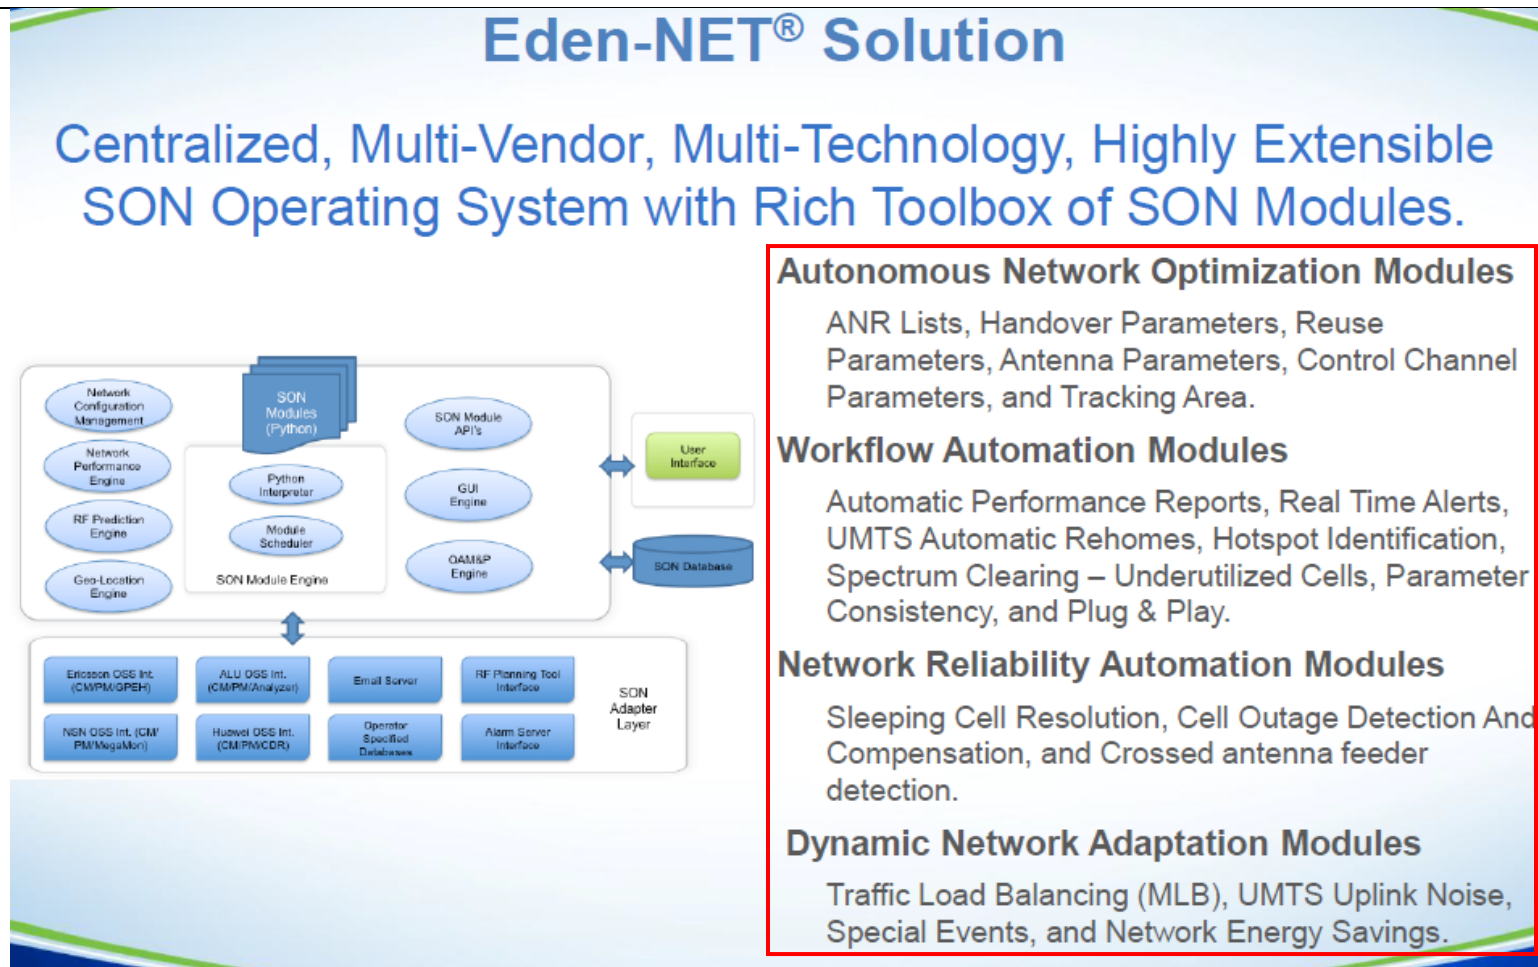 Eden-NET® Solution
Centralized, Multi-Vendor, Multi-Technology, Highly Extensible
SON Operating System with Rich Toolbox of SON Modules.
Network
Configuration
Management
Network
Performance
Engine
RF Prediction
Engine
Geo-Location
Engine
SON
Modules
(Python)
Python
Interpreter
Module
Scheduler
SON Module Engine
SON Module
API's
GUI
Engine
OAM&P
Engine
User
Interface
SON Database
Ericsson OSS Int.
(CM/PM/GPEH)
ALU OSS Int.
(CM/PM/Analyzer)
Email Server
RF Planning Tool
Interface
NSN OSS Int. (CM/
PM/MegaMon)
Huawei OSS Int.
(CM/PM/CDR)
Operator
Specified
Databases
Alarm Server
Interface
SON
Adapter
Layer
Autonomous Network Optimization Modules
ANR Lists, Handover Parameters, Reuse
Parameters, Antenna Parameters, Control Channel
Parameters, and Tracking Area.
Workflow Automation Modules
Automatic Performance Reports, Real Time Alerts,
UMTS Automatic Rehomes, Hotspot Identification,
Spectrum Clearing – Underutilized Cells, Parameter
Consistency, and Plug & Play.
Network Reliability Automation Modules
Sleeping Cell Resolution, Cell Outage Detection And
Compensation, and Crossed antenna feeder
detection.
Dynamic Network Adaptation Modules
Traffic Load Balancing (MLB), UMTS Uplink Noise,
Special Events, and Network Energy Savings.